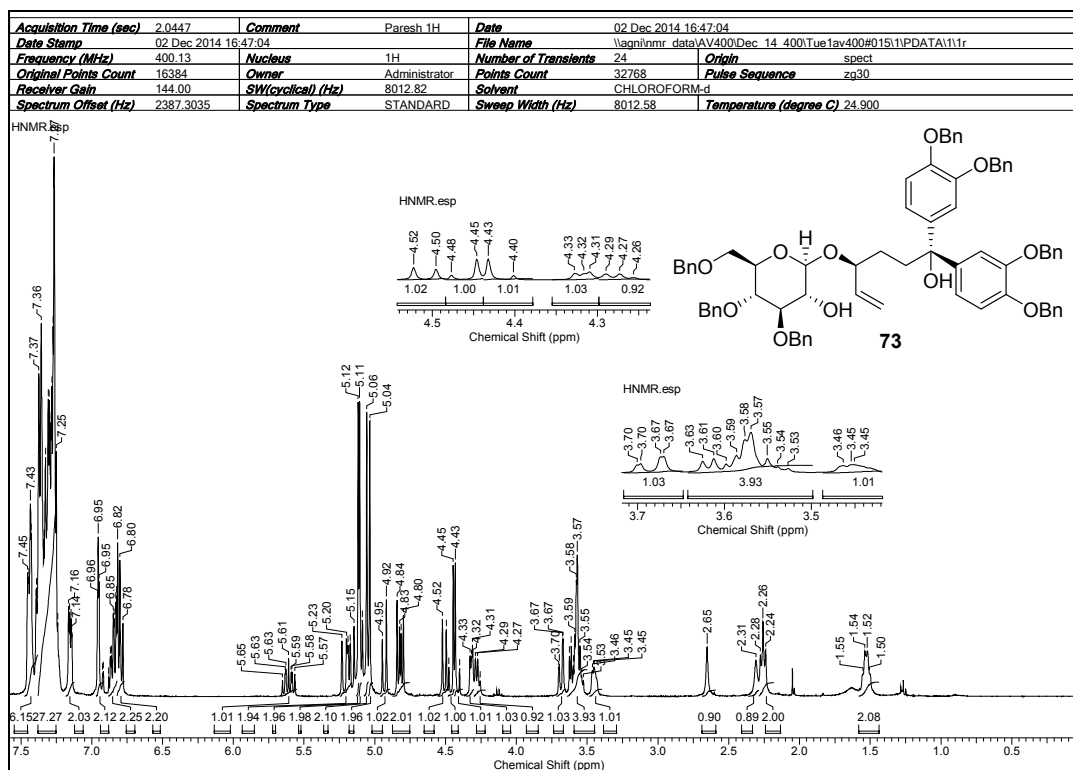 Acquisition Time (sec) 2.0447 Comment Paresh 1H Date 02 Dec 2014 16:47:04
Date Stamp 02 Dec 2014 16:47:04 File Name \\agni\nmr data\AV400\Dec_14_400\Tue1av400#015\1\PDATA\1\1r
Frequency (MHz) 400.13 Nucleus 1H Number of Transients 24 Origin spect
Original Points Count 16384 Owner Administrator Points Count 32768 Pulse Sequence zg30
Receiver Gain 144.00 SW(cyclical) (Hz) 8012.82 Solvent CHLOROFORM-d
Spectrum Offset (Hz) 2387.3035 Spectrum Type STANDARD Sweep Width (Hz) 8012.58 Temperature (degree C) 24.900
HNMR.esp
OBn
OBn
H
BnO
O
O
OBn
BnO
OH
OH
OBn
OBn
73
HNMR.esp
4.52 4.50 4.48 4.45 4.43 4.40 4.33 4.32 4.31 4.29 4.27 4.26
1.02 1.00 1.01 1.03 0.92
4.5 4.4 4.3
Chemical Shift (ppm)
HNMR.esp
3.70 3.70 3.67 3.67 3.63 3.61 3.60 3.59 3.58 3.57 3.55 3.54 3.53 3.46 3.45 3.45
1.03 3.93 1.01
3.7 3.6 3.5
Chemical Shift (ppm)
7.45 7.43 7.37 7.36 7.25 7.16 7.14 6.96 6.95 6.95 6.85 6.82 6.80 6.78 5.65 5.63 5.63 5.61 5.59 5.58 5.57 5.23 5.20 5.15 5.12 5.11 5.06 5.04 4.95 4.92 4.84 4.83 4.80 4.52 4.45 4.43 4.33 4.32 4.31 4.29 4.27 3.70 3.67 3.67 3.59 3.58 3.57 3.55 3.54 3.53 3.46 3.45 3.45 2.65 2.31 2.28 2.26 2.24 1.55 1.54 1.52 1.50
6.15 27.27 2.03 2.12 2.25 2.20 1.01 1.94 1.96 1.98 2.10 1.96 1.02 2.01 1.02 1.00 1.01 1.03 0.92 1.03 3.93 1.01 0.90 0.89 2.00 2.08
7.5 7.0 6.5 6.0 5.5 5.0 4.5 4.0 3.5 3.0 2.5 2.0 1.5 1.0 0.5
Chemical Shift (ppm)